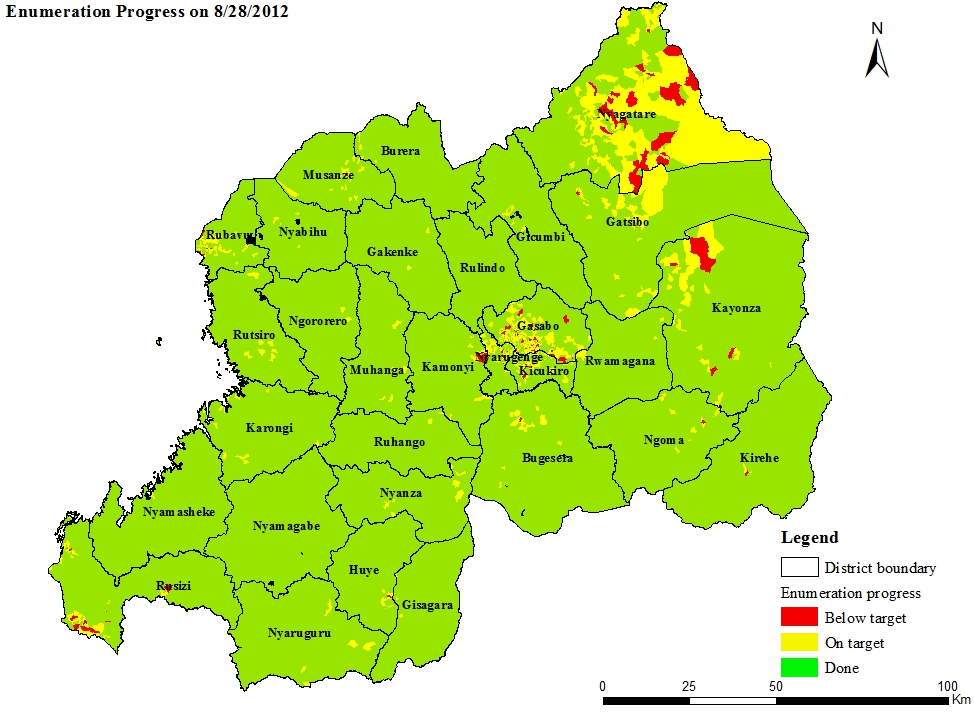 Enumeration Progress on 8/28/2012
N
Nyagatare
Burera
Musanze
Gatsibo
Rubavu
Nyabihu
Gicumbi
Gakenke
Rulindo
Kayonza
Ngororero
Gasabo
Rutsiro
Nyarugenge
Rwamagana
Muhanga
Kamonyi
Kicukiro
Karongi
Ruhango
Ngoma
Bugesera
Kirehe
Nyanza
Nyamasheke
Nyamagabe
Huye
Rusizi
Gisagara
Nyaruguru
Legend
District boundary
Enumeration progress
Below target
On target
Done
0 25 50 100
Km